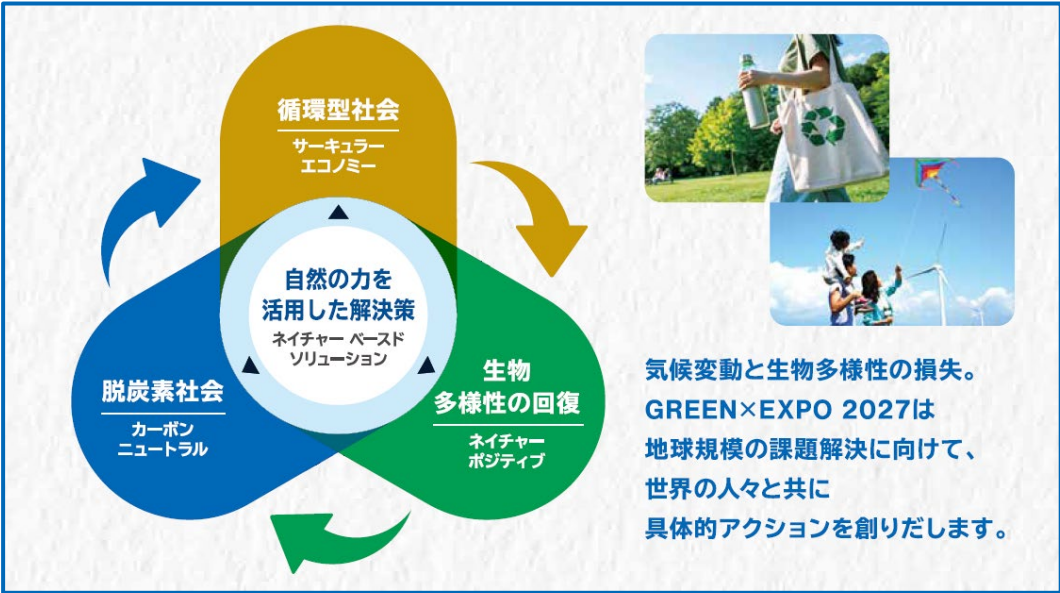 循環型社会
サーキュラー
エコノミー
自然の力を
活用した解決策
ネイチャー ベースド
ソリューション
脱炭素社会
カーボン
ニュートラル
生物
多様性の回復
ネイチャー
ポジティブ
気候変動と生物多様性の損失。
GREEN×EXPO 2027は
地球規模の課題解決に向けて、
世界の人々と共に
具体的アクションを創りだします。